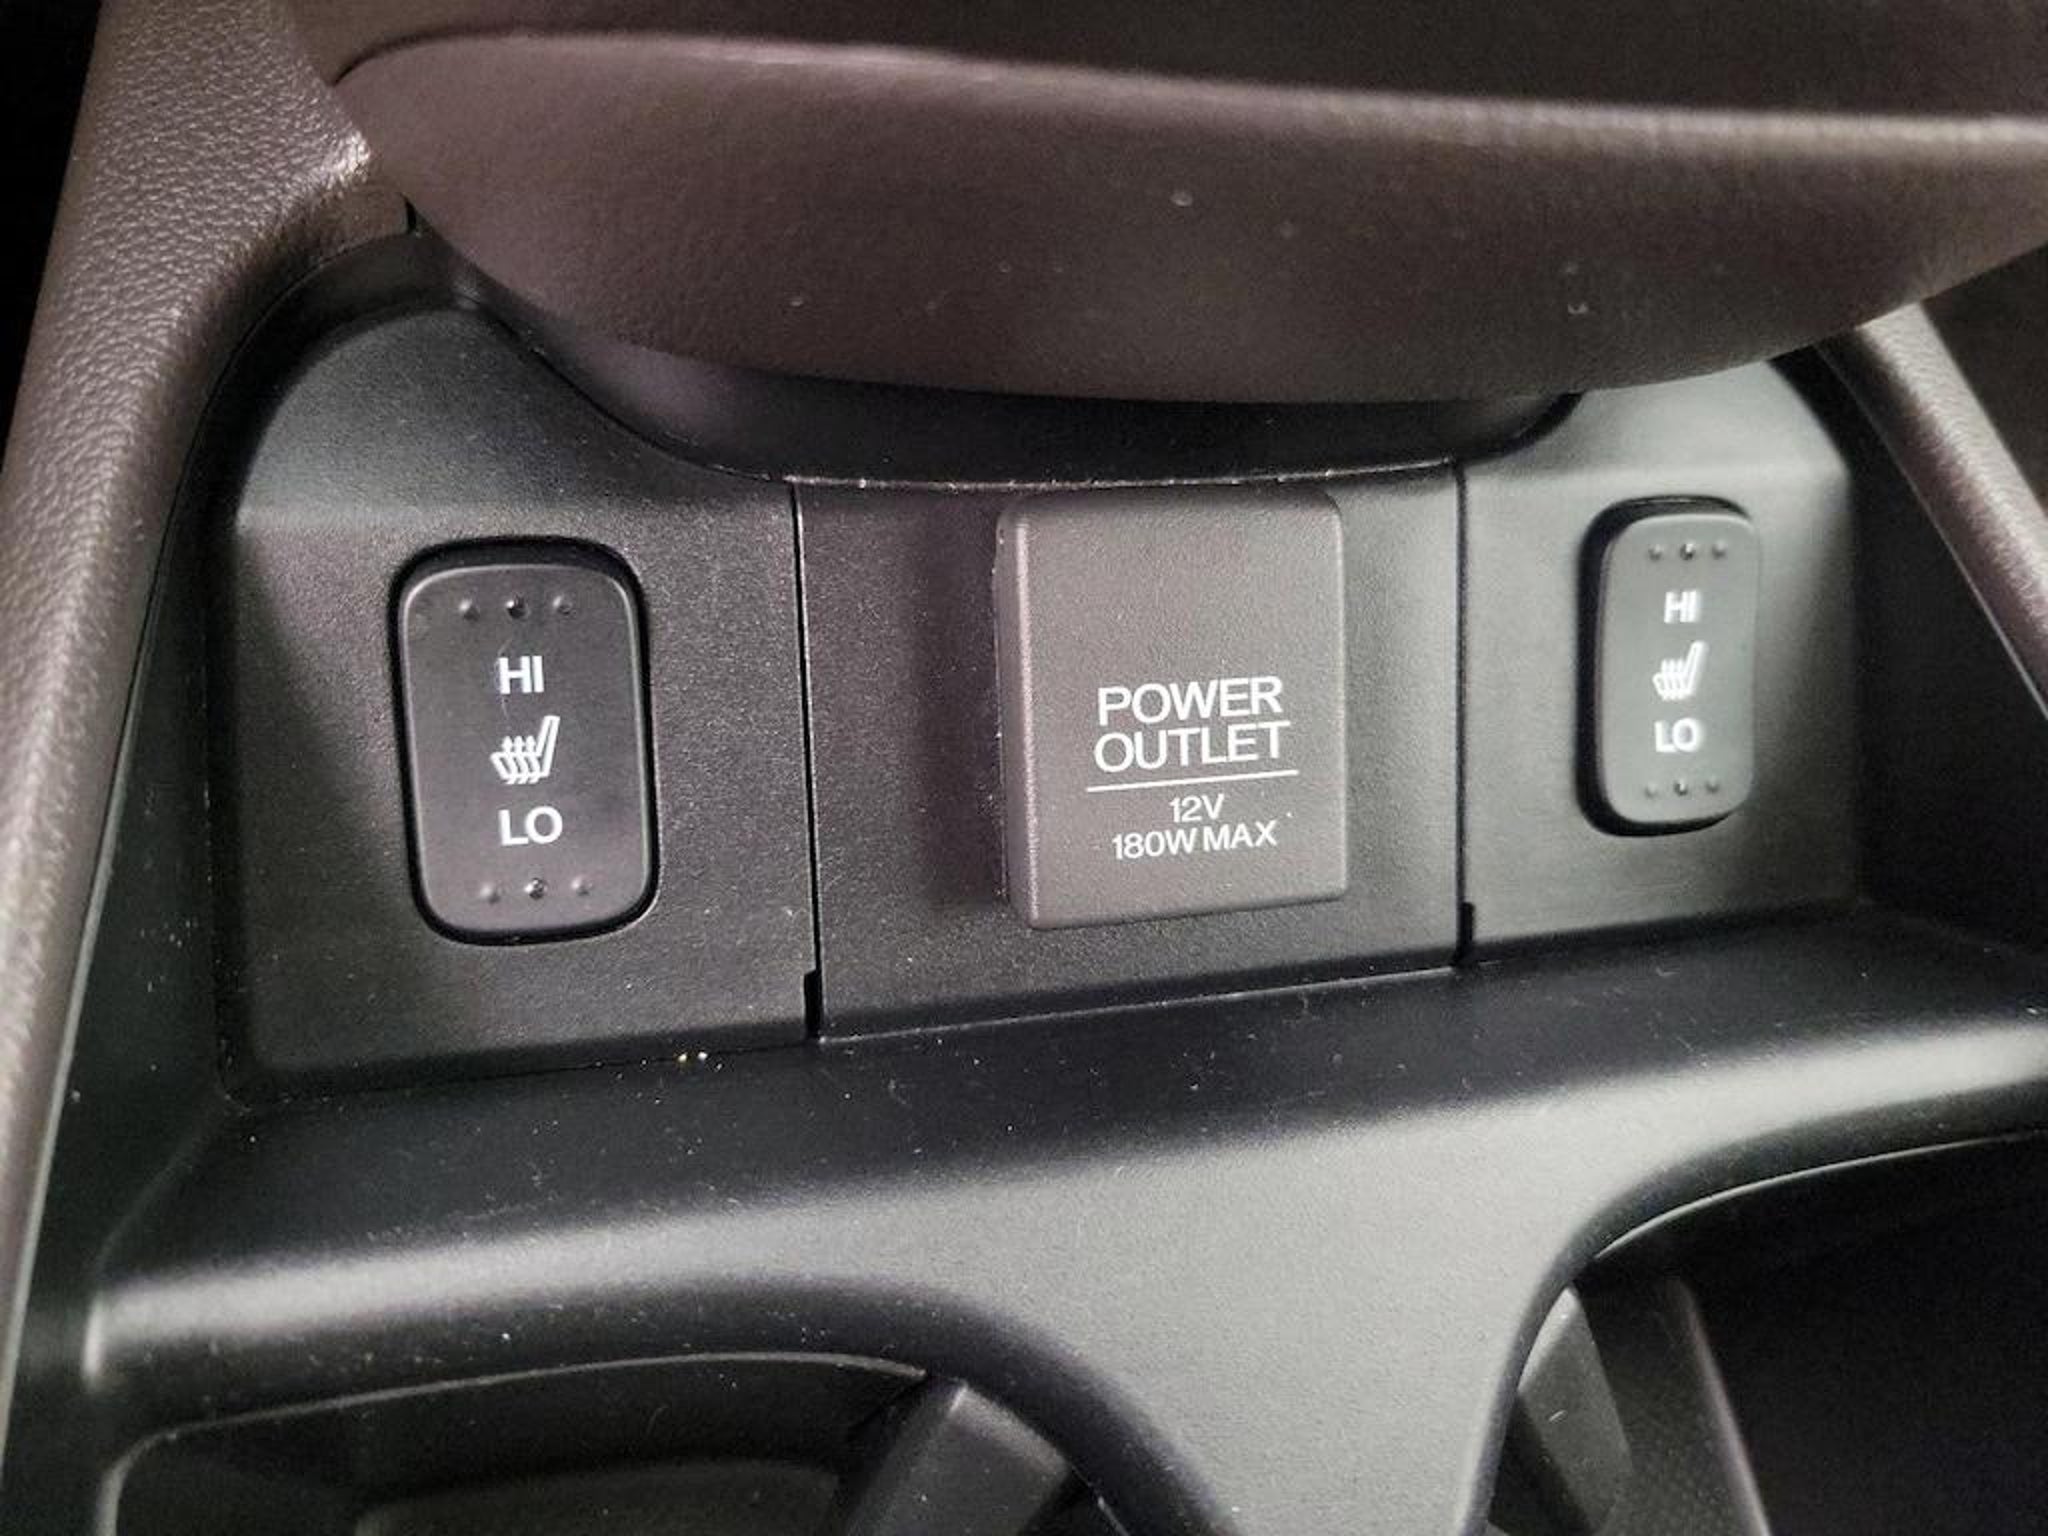 HI
LO
POWER
OUTLET
12V
180W MAX
HI
LO